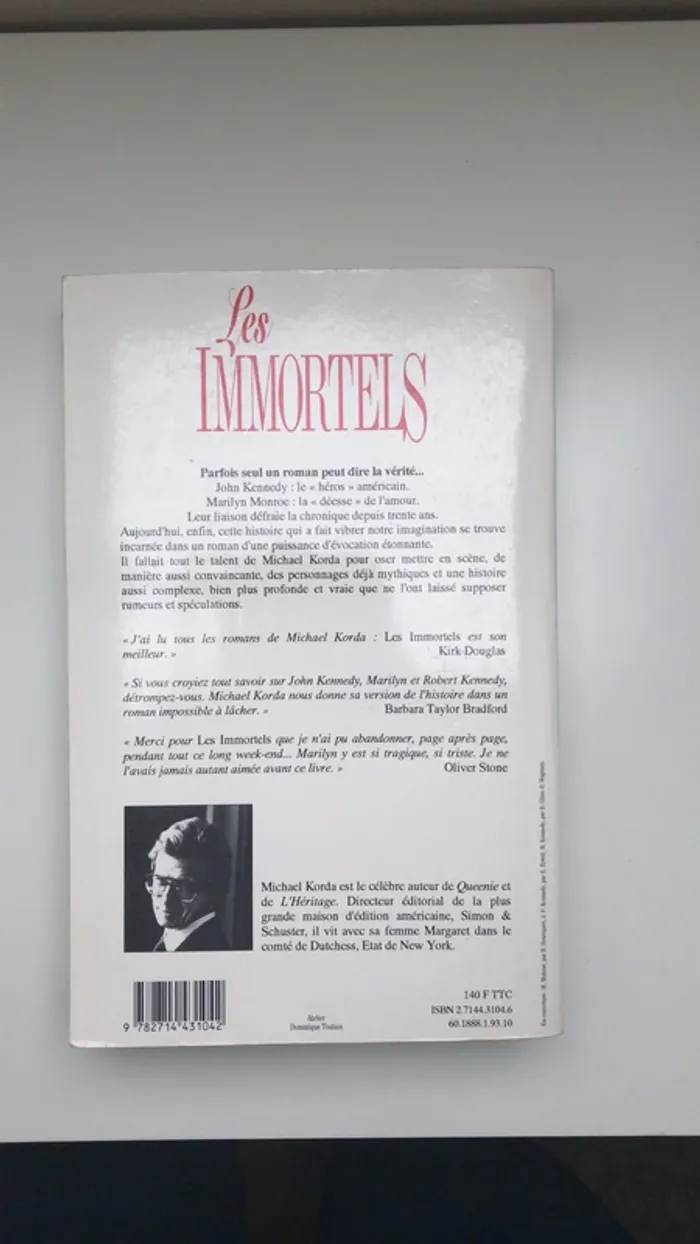 Les
IMMORTELS
Parfois seul un roman peut dire la vérité...
John Kennedy : le « héros » américain.
Marilyn Monroe : la « déesse » de l'amour.
Leur liaison défraie la chronique depuis trente ans.
Aujourd'hui, enfin, cette histoire qui a fait vibrer notre imagination se trouve
incarnée dans un roman d'une puissance d'évocation étonnante.
Il fallait tout le talent de Michael Korda pour oser mettre en scène, de
manière aussi convaincante, des personnages déjà mythiques et une histoire
aussi complexe, bien plus profonde et vraie que ne l'ont laissé supposer
rumeurs et spéculations.
« J'ai lu tous les romans de Michael Korda : Les Immortels est son
meilleur. » Kirk Douglas
« Si vous croyiez tout savoir sur John Kennedy, Marilyn et Robert Kennedy,
détrompez-vous. Michael Korda nous donne sa version de l'histoire dans un
roman impossible à lâcher. » Barbara Taylor Bradford
« Merci pour Les Immortels que je n'ai pu abandonner, page après page,
pendant tout ce long week-end... Marilyn y est si tragique, si triste. Je ne
l'avais jamais autant aimée avant ce livre. » Oliver Stone
Michael Korda est le célèbre auteur de Queenie et
de L'Héritage. Directeur éditorial de la plus
grande maison d'édition américaine, Simon &
Schuster, il vit avec sa femme Margaret dans le
comté de Dutchess, Etat de New York.
140 F TTC
ISBN 2.7144.3104.6
60.1888.1.93.10
9 782714 431042
Atelier
Dominique Toutain
En couverture : M. Monroe, par